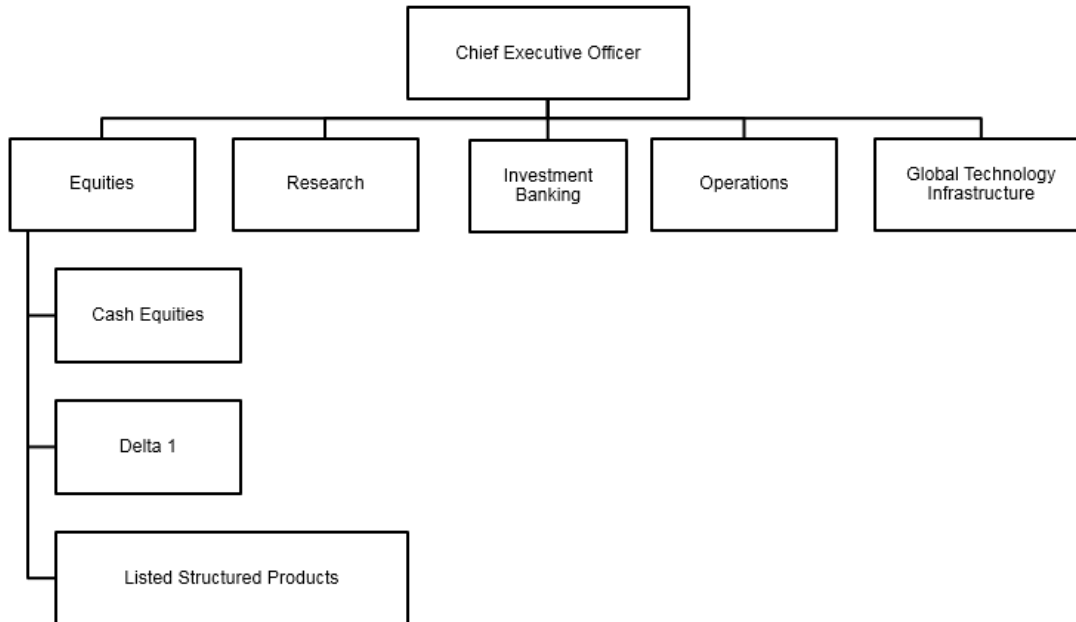 Chief Executive Officer
Equities
Research
Investment
Banking
Operations
Global Technology
Infrastructure
Cash Equities
Delta 1
Listed Structured Products